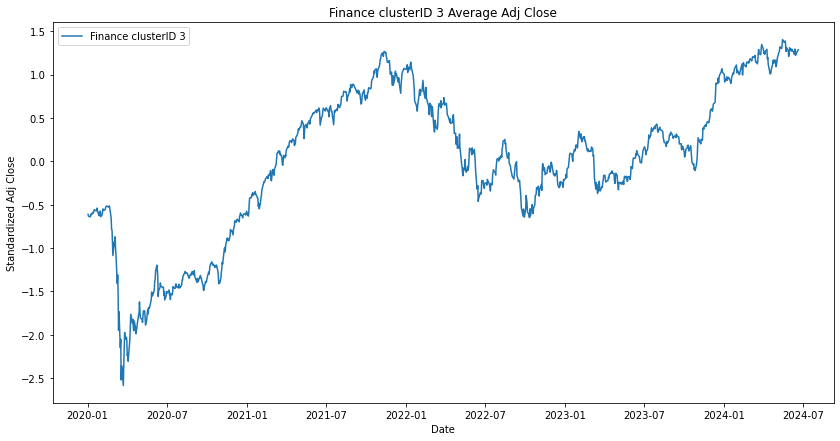 Finance clusterID 3 Average Adj Close
Finance clusterID 3
Standardized Adj Close
1.5
1.0
0.5
0.0
−0.5
−1.0
−1.5
−2.0
−2.5
2020-01 2020-07 2021-01 2021-07 2022-01 2022-07 2023-01 2023-07 2024-01 2024-07
Date